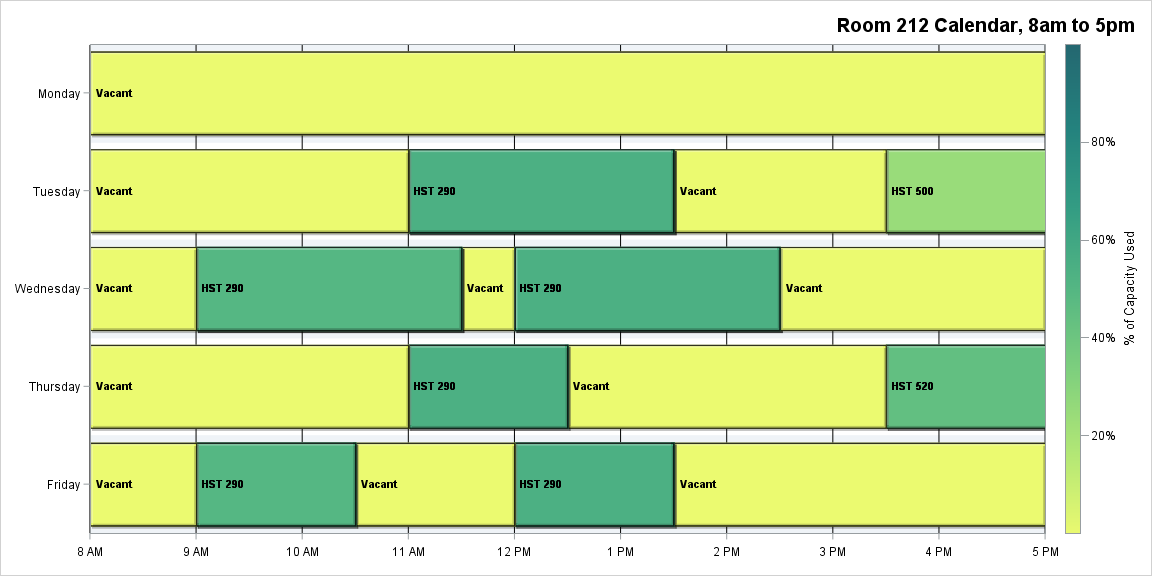 Room 212 Calendar, 8am to 5pm
Monday
Vacant
Tuesday
Vacant
HST 290
Vacant
HST 500
Wednesday
Vacant
HST 290
Vacant
HST 290
Vacant
Thursday
Vacant
HST 290
Vacant
HST 520
Friday
Vacant
HST 290
Vacant
HST 290
Vacant
8 AM
9 AM
10 AM
11 AM
12 PM
1 PM
2 PM
3 PM
4 PM
5 PM
80%
60%
40%
20%
% of Capacity Used